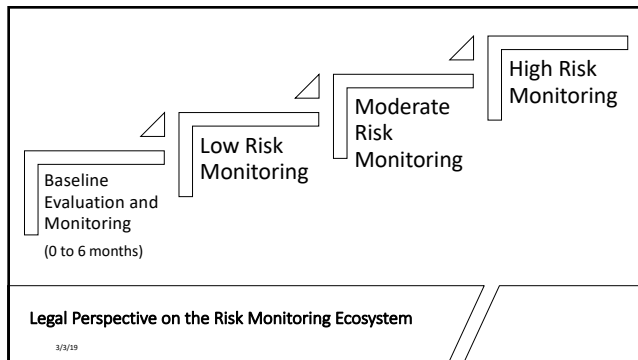 Baseline
Evaluation and
Monitoring
(0 to 6 months)
Low Risk
Monitoring
Moderate
Risk
Monitoring
High Risk
Monitoring
Legal Perspective on the Risk Monitoring Ecosystem
3/3/19